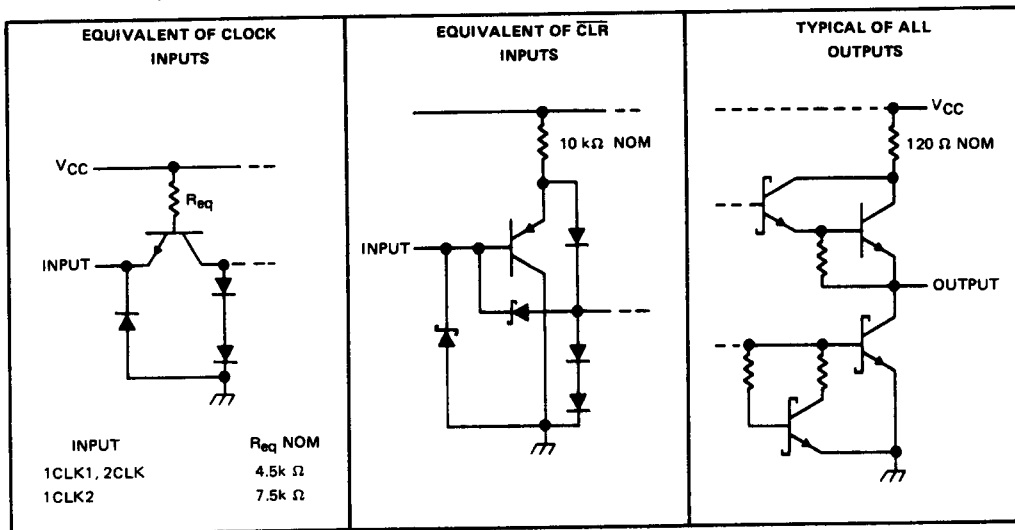 EQUIVALENT OF CLOCK
INPUTS
VCC
Req
INPUT
INPUT
Req NOM
1CLK1, 2CLK
4.5k Ω
1CLK2
7.5k Ω
EQUIVALENT OF CLR
INPUTS
10 kΩ NOM
INPUT
TYPICAL OF ALL
OUTPUTS
VCC
120 Ω NOM
OUTPUT